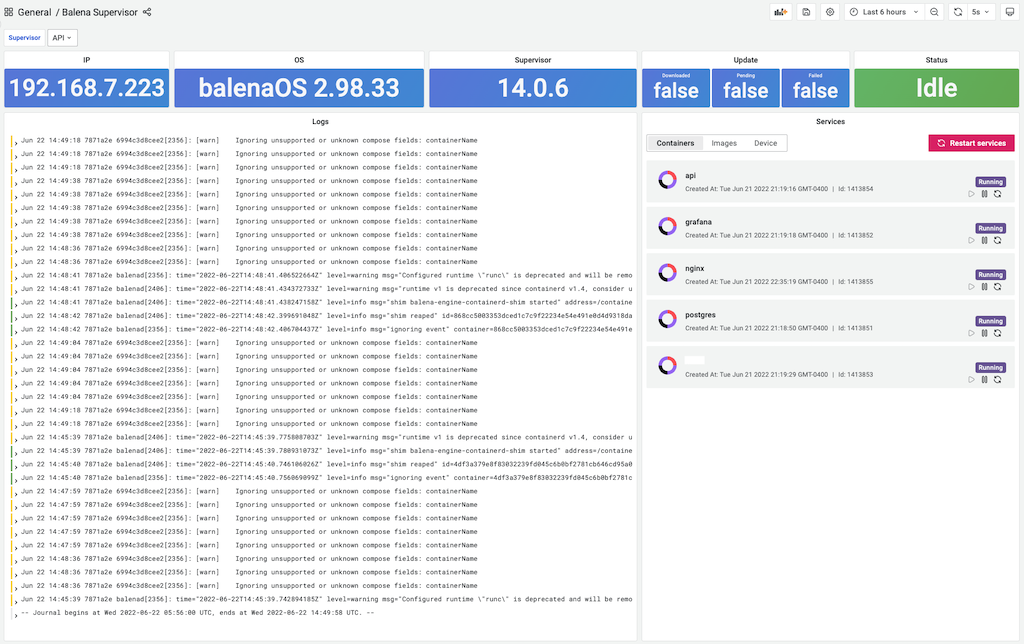 General / Balena Supervisor
Last 6 hours
5s
Supervisor
API
IP
192.168.7.223
OS
balenaOS 2.98.33
Supervisor
14.0.6
Update
Downloaded
false
Pending
false
Failed
false
Status
Idle
Logs
Jun 22 14:49:18 7871a2e 6994c3d8cee2[2356]: [warn] Ignoring unsupported or unknown compose fields: containerName
Jun 22 14:49:18 7871a2e 6994c3d8cee2[2356]: [warn] Ignoring unsupported or unknown compose fields: containerName
Jun 22 14:49:18 7871a2e 6994c3d8cee2[2356]: [warn] Ignoring unsupported or unknown compose fields: containerName
Jun 22 14:49:38 7871a2e 6994c3d8cee2[2356]: [warn] Ignoring unsupported or unknown compose fields: containerName
Jun 22 14:49:38 7871a2e 6994c3d8cee2[2356]: [warn] Ignoring unsupported or unknown compose fields: containerName
Jun 22 14:49:38 7871a2e 6994c3d8cee2[2356]: [warn] Ignoring unsupported or unknown compose fields: containerName
Jun 22 14:49:38 7871a2e 6994c3d8cee2[2356]: [warn] Ignoring unsupported or unknown compose fields: containerName
Jun 22 14:49:38 7871a2e 6994c3d8cee2[2356]: [warn] Ignoring unsupported or unknown compose fields: containerName
Jun 22 14:48:36 7871a2e 6994c3d8cee2[2356]: [warn] Ignoring unsupported or unknown compose fields: containerName
Jun 22 14:48:36 7871a2e 6994c3d8cee2[2356]: [warn] Ignoring unsupported or unknown compose fields: containerName
Jun 22 14:48:41 7871a2e balenad[2356]: time="2022-06-22T14:48:41.406522664Z" level=warning msg="Configured runtime \"runc\" is deprecated and will be remo
Jun 22 14:48:41 7871a2e balenad[2406]: time="2022-06-22T14:48:41.434372733Z" level=warning msg="runtime v1 is deprecated since containerd v1.4, consider u
Jun 22 14:48:41 7871a2e balenad[2406]: time="2022-06-22T14:48:41.438247158Z" level=info msg="shim balena-engine-containerd-shim started" address=/containe
Jun 22 14:48:42 7871a2e balenad[2406]: time="2022-06-22T14:48:42.399691048Z" level=info msg="shim reaped" id=868cc5003353dced1c7c9f22234e54e491e0d4d9318da
Jun 22 14:48:42 7871a2e balenad[2356]: time="2022-06-22T14:48:42.406704437Z" level=info msg="ignoring event" container=868cc5003353dced1c7c9f22234e54e491e
Jun 22 14:49:04 7871a2e 6994c3d8cee2[2356]: [warn] Ignoring unsupported or unknown compose fields: containerName
Jun 22 14:49:04 7871a2e 6994c3d8cee2[2356]: [warn] Ignoring unsupported or unknown compose fields: containerName
Jun 22 14:49:04 7871a2e 6994c3d8cee2[2356]: [warn] Ignoring unsupported or unknown compose fields: containerName
Jun 22 14:49:04 7871a2e 6994c3d8cee2[2356]: [warn] Ignoring unsupported or unknown compose fields: containerName
Jun 22 14:49:04 7871a2e 6994c3d8cee2[2356]: [warn] Ignoring unsupported or unknown compose fields: containerName
Jun 22 14:49:18 7871a2e 6994c3d8cee2[2356]: [warn] Ignoring unsupported or unknown compose fields: containerName
Jun 22 14:49:18 7871a2e 6994c3d8cee2[2356]: [warn] Ignoring unsupported or unknown compose fields: containerName
Jun 22 14:45:39 7871a2e balenad[2406]: time="2022-06-22T14:45:39.775808703Z" level=warning msg="runtime v1 is deprecated since containerd v1.4, consider u
Jun 22 14:45:39 7871a2e balenad[2406]: time="2022-06-22T14:45:39.780931073Z" level=info msg="shim balena-engine-containerd-shim started" address=/containe
Jun 22 14:45:40 7871a2e balenad[2406]: time="2022-06-22T14:45:40.746106026Z" level=info msg="shim reaped" id=4df3a379e8f83032239fd045c6b0bf2781cb646cd95a0
Jun 22 14:45:40 7871a2e balenad[2356]: time="2022-06-22T14:45:40.756069099Z" level=info msg="ignoring event" container=4df3a379e8f83032239fd045c6b0bf2781c
Jun 22 14:47:59 7871a2e 6994c3d8cee2[2356]: [warn] Ignoring unsupported or unknown compose fields: containerName
Jun 22 14:47:59 7871a2e 6994c3d8cee2[2356]: [warn] Ignoring unsupported or unknown compose fields: containerName
Jun 22 14:47:59 7871a2e 6994c3d8cee2[2356]: [warn] Ignoring unsupported or unknown compose fields: containerName
Jun 22 14:47:59 7871a2e 6994c3d8cee2[2356]: [warn] Ignoring unsupported or unknown compose fields: containerName
Jun 22 14:47:59 7871a2e 6994c3d8cee2[2356]: [warn] Ignoring unsupported or unknown compose fields: containerName
Jun 22 14:48:36 7871a2e 6994c3d8cee2[2356]: [warn] Ignoring unsupported or unknown compose fields: containerName
Jun 22 14:48:36 7871a2e 6994c3d8cee2[2356]: [warn] Ignoring unsupported or unknown compose fields: containerName
Jun 22 14:48:36 7871a2e 6994c3d8cee2[2356]: [warn] Ignoring unsupported or unknown compose fields: containerName
Jun 22 14:45:39 7871a2e balenad[2356]: time="2022-06-22T14:45:39.742894185Z" level=warning msg="Configured runtime \"runc\" is deprecated and will be remo
-- Journal begins at Wed 2022-06-22 05:56:00 UTC, ends at Wed 2022-06-22 14:49:58 UTC. --
Services
Containers
Images
Device
Restart services
api
Created At: Tue Jun 21 2022 21:19:16 GMT-0400 | Id: 1413854
Running
grafana
Created At: Tue Jun 21 2022 21:19:18 GMT-0400 | Id: 1413852
Running
nginx
Created At: Tue Jun 21 2022 22:35:19 GMT-0400 | Id: 1413855
Running
postgres
Created At: Tue Jun 21 2022 21:18:50 GMT-0400 | Id: 1413851
Running
Created At: Tue Jun 21 2022 21:19:29 GMT-0400 | Id: 1413853
Running